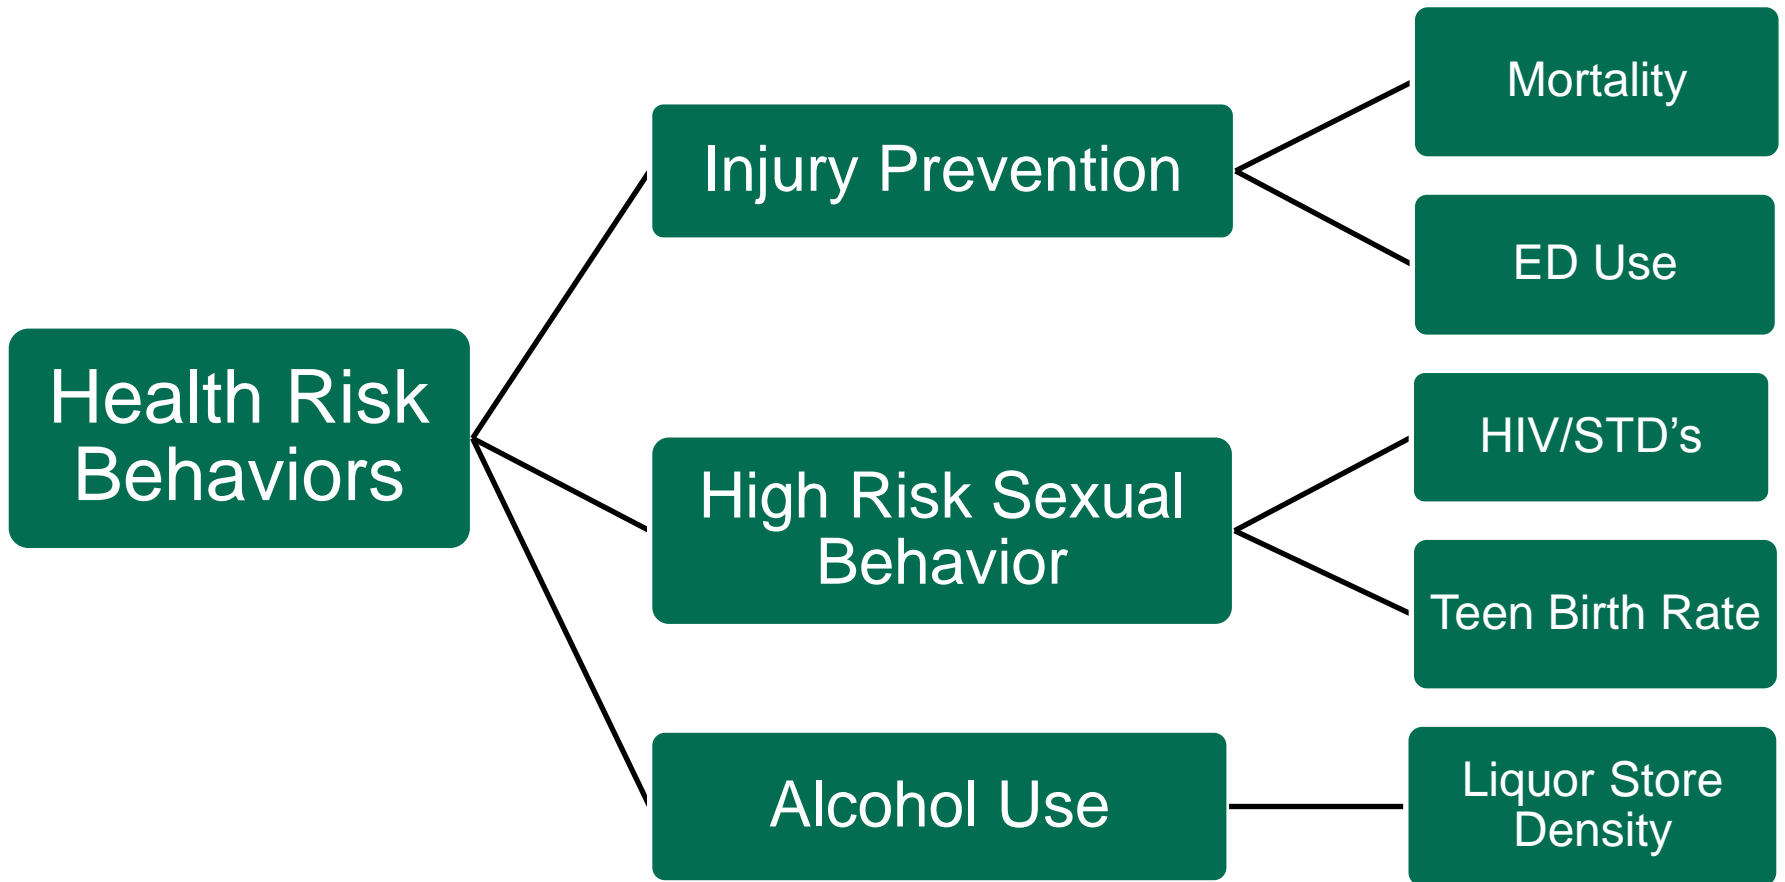 Health Risk
Behaviors
Injury Prevention
Mortality
ED Use
High Risk Sexual
Behavior
HIV/STD’s
Teen Birth Rate
Alcohol Use
Liquor Store
Density